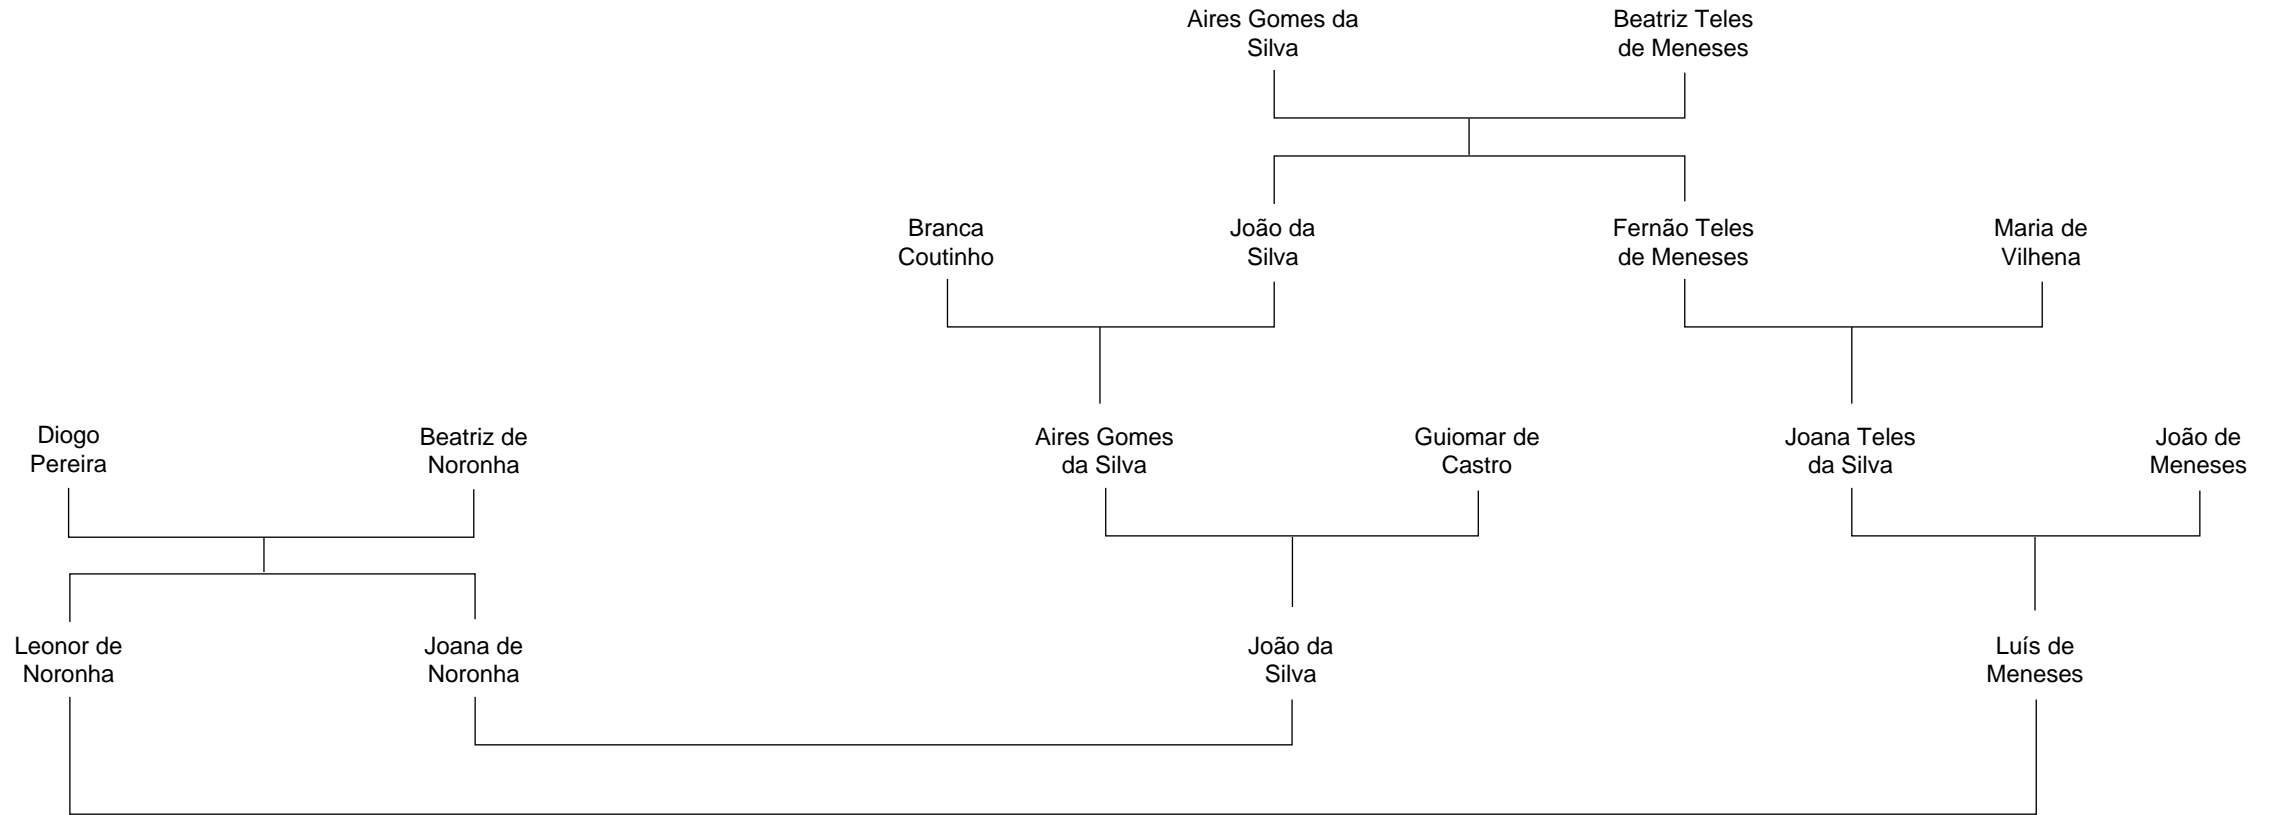 Aires Gomes da
Silva
Beatriz Teles
de Meneses
Branca
Coutinho
João da
Silva
Fernão Teles
de Meneses
Maria de
Vilhena
Diogo
Pereira
Beatriz de
Noronha
Aires Gomes
da Silva
Guiomar de
Castro
Joana Teles
da Silva
João de
Meneses
Leonor de
Noronha
Joana de
Noronha
João da
Silva
Luís de
Meneses